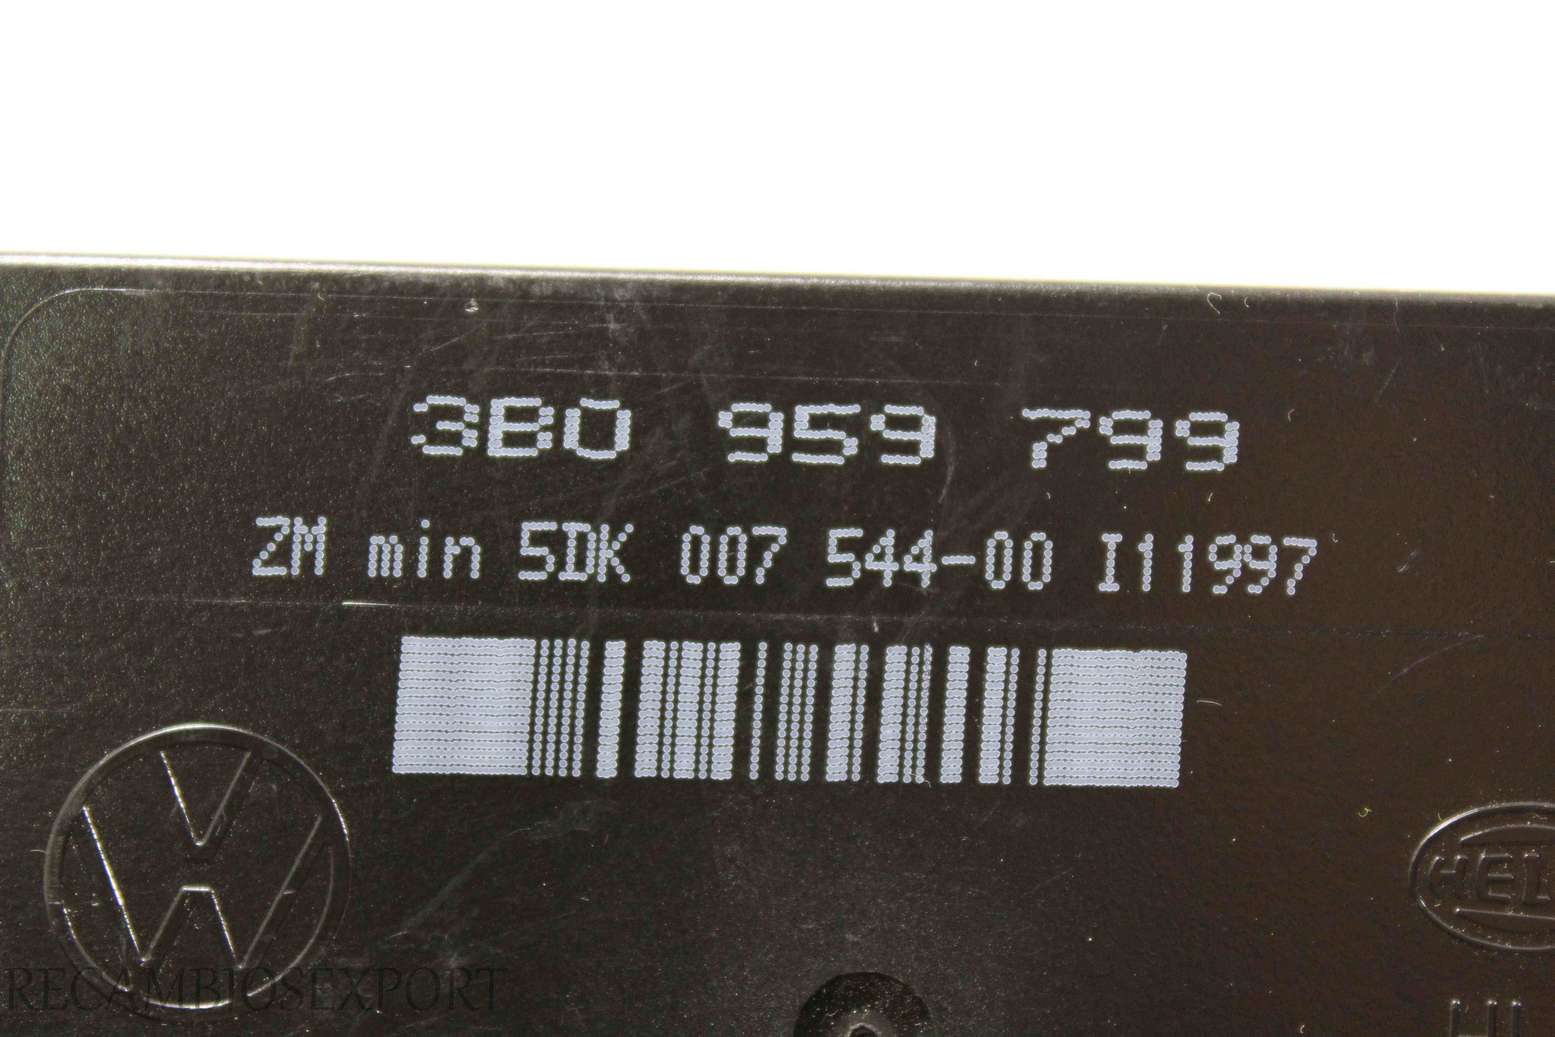 3B0 959 799
ZM min 5DK 007 544-00 I11997
RECAMBIOSEXPORT